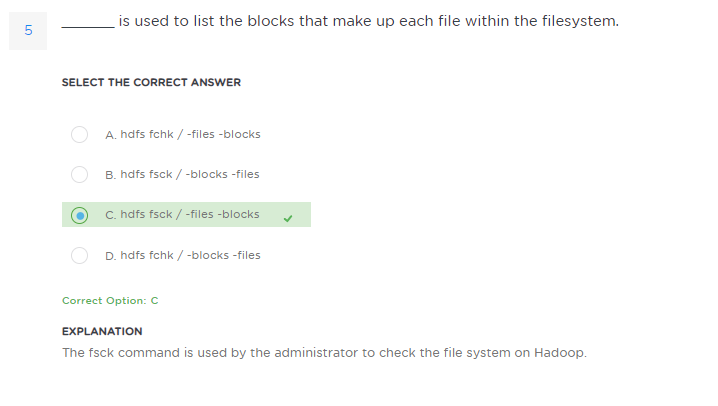 5
_______ is used to list the blocks that make up each file within the filesystem.
SELECT THE CORRECT ANSWER
A. hdfs fchk / -files -blocks
B. hdfs fsck / -blocks -files
C. hdfs fsck / -files -blocks
D. hdfs fchk / -blocks -files
Correct Option: C
EXPLANATION
The fsck command is used by the administrator to check the file system on Hadoop.